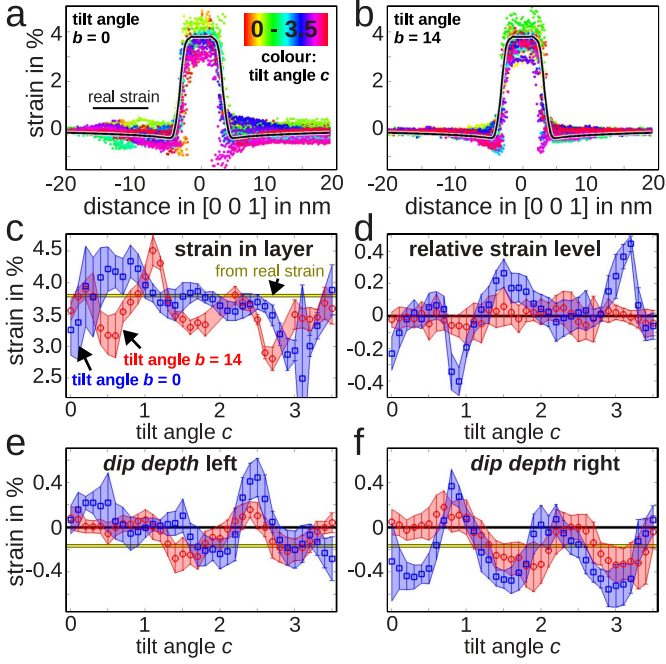 a
tilt angle
b = 0
0 - 3.5
colour:
tilt angle c
real strain
strain in %
4
2
0
-20
-10
0
10
20
distance in [0 0 1] in nm
b
tilt angle
b = 14
4
2
0
-20
-10
0
10
20
distance in [0 0 1] in nm
c
strain in layer
from real strain
tilt angle b = 14
tilt angle b = 0
strain in %
4.5
4.0
3.5
3.0
2.5
0
1
2
3
tilt angle c
d
relative strain level
0.4
0.2
0
-0.2
-0.4
0
1
2
3
tilt angle c
e
dip depth left
strain in %
0.4
0
-0.4
0
1
2
3
tilt angle c
f
dip depth right
0.4
0
-0.4
0
1
2
3
tilt angle c